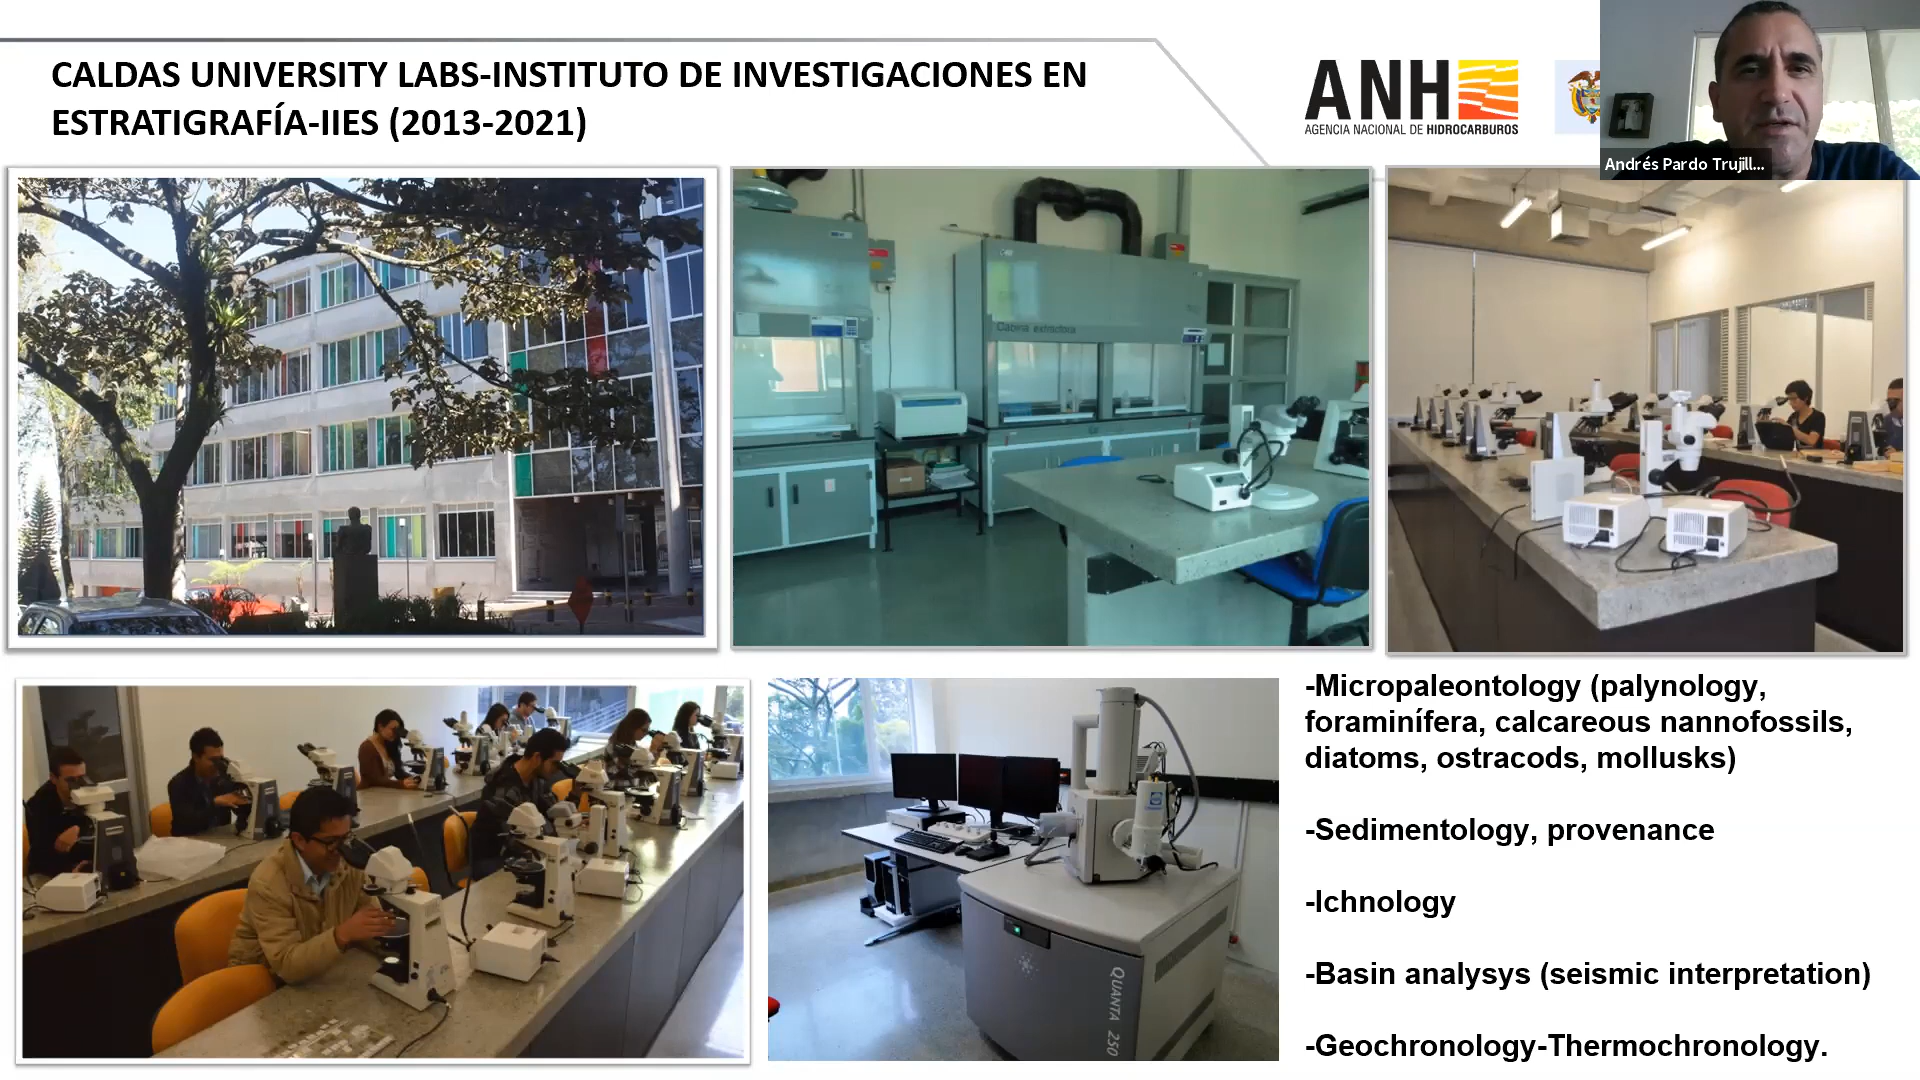 CALDAS UNIVERSITY LABS-INSTITUTO DE INVESTIGACIONES EN
ESTRATIGRAFÍA-IIES (2013-2021)
ANH
AGENCIA NACIONAL DE HIDROCARBUROS
Andrés Pardo Trujill...
Cabina extractora
QUANTA 250
-Micropaleontology (palynology,
foraminífera, calcareous nannofossils,
diatoms, ostracods, mollusks)
-Sedimentology, provenance
-Ichnology
-Basin analysys (seismic interpretation)
-Geochronology-Thermochronology.